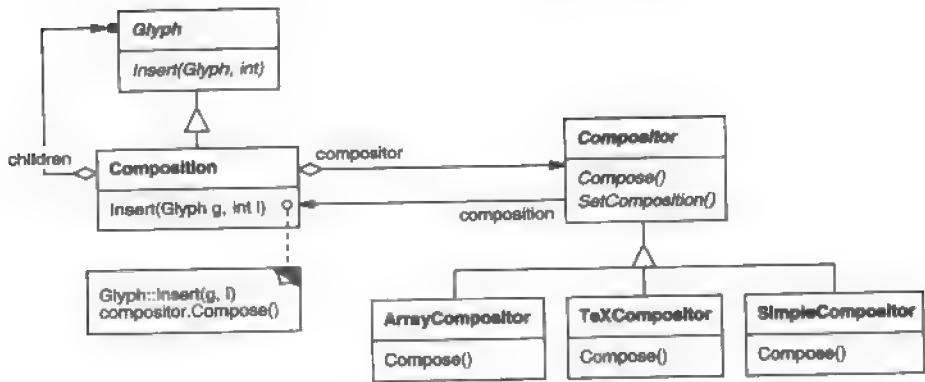 Glyph
Insert(Glyph, int)
children
Composition
Insert(Glyph g, int i)
compositor
composition
Compositor
Compose()
SetComposition()
Glyph::Insert(g, i)
compositor.Compose()
ArrayCompositor
Compose()
TeXCompositor
Compose()
SimpleCompositor
Compose()